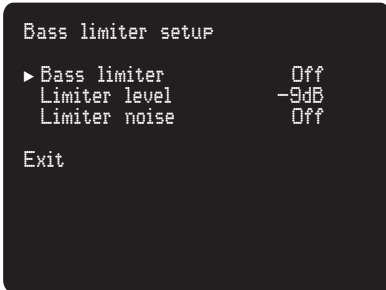 Bass limiter setup
▶ Bass limiter Off
Limiter level -9dB
Limiter noise Off
Exit